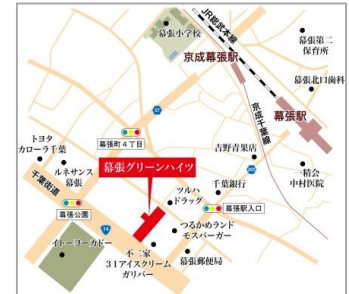 幕張小学校
JR総武本線
幕張第二
保育所
京成幕張駅
幕張北口歯科
幕張駅
37
京成千葉線
幕張町4丁目
トヨタ
カローラ千葉
吉野青果店
幕張グリーンハイツ
205
一精会
中村医院
ルネサンス
幕張
千葉街道
ツルハ
ドラッグ
千葉銀行
幕張公園
幕張駅入口
14
つるかめランド
モスバーガー
イトーヨーカドー
不二家
31アイスクリーム
ガリバー
幕張郵便局